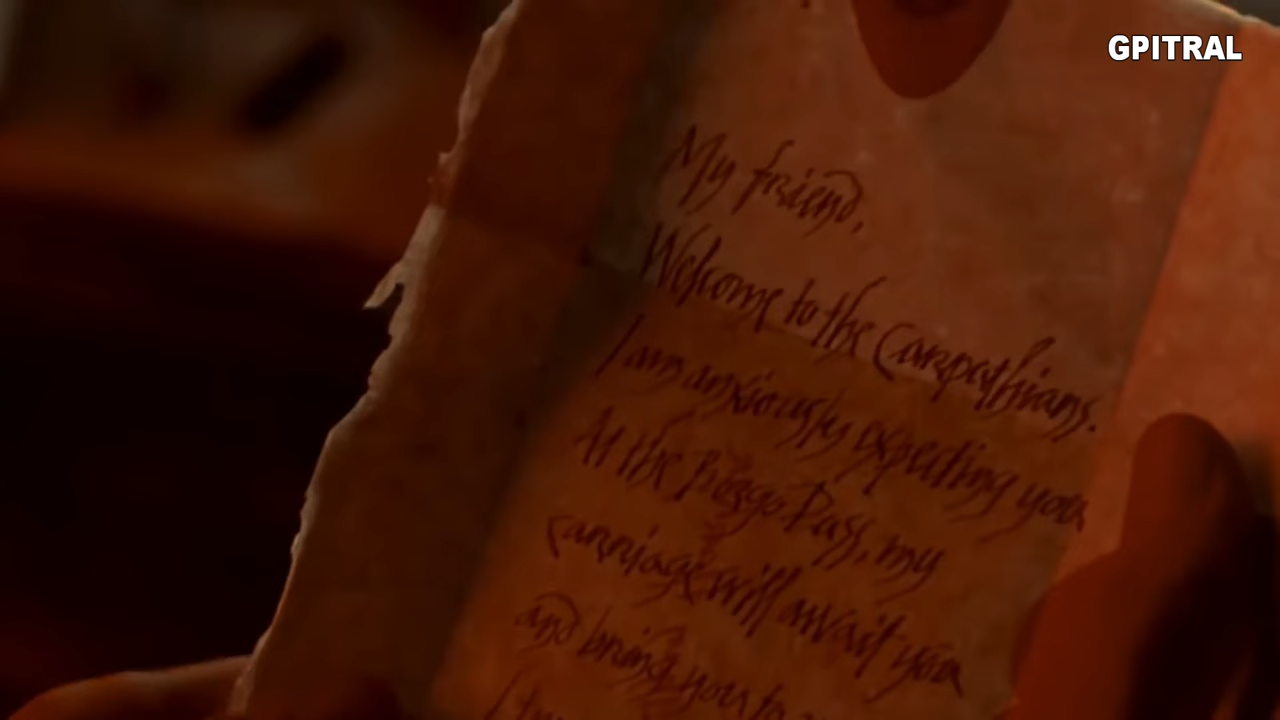 GPITRAL
My friend,
Welcome to the Carpathians.
I am anxiously expecting you
At the Borgo Pass, my
carriage will await you
and bring you to
I